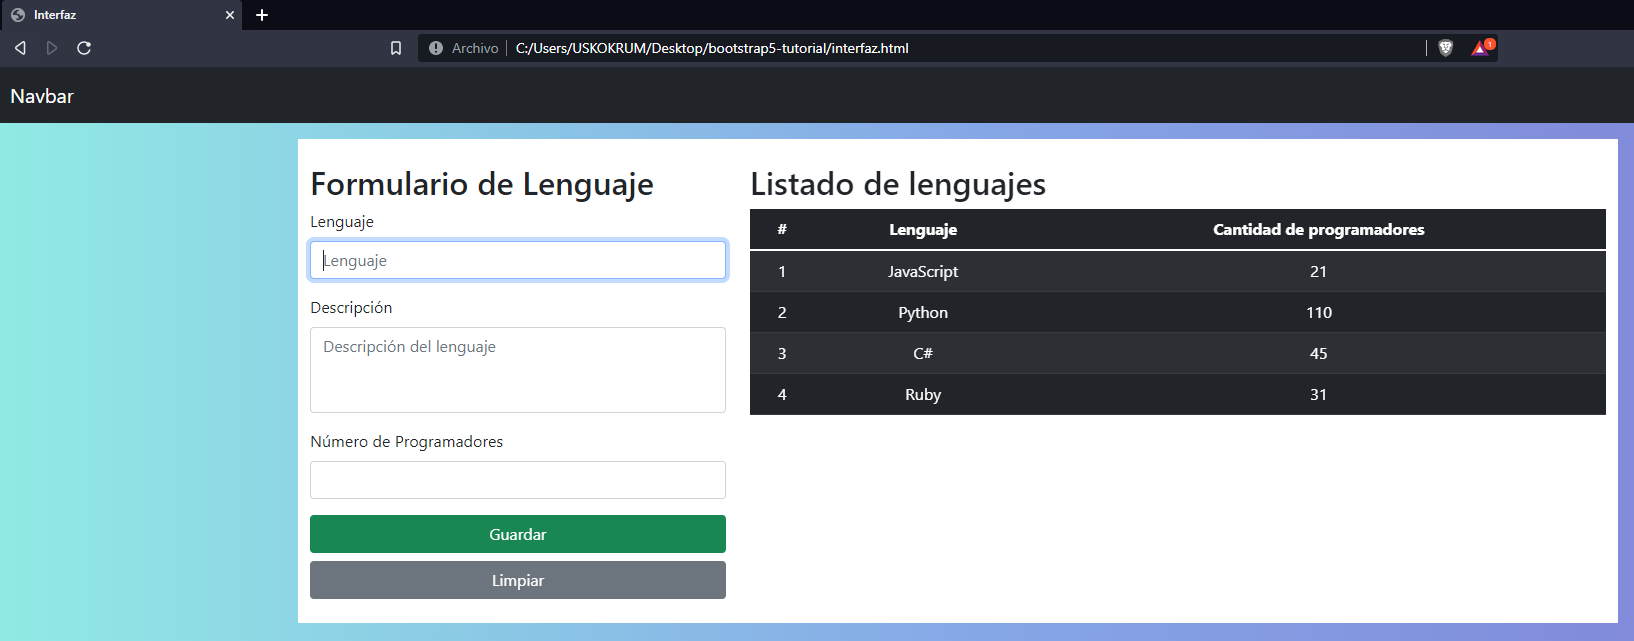 Interfaz
Archivo C:/Users/USKOKRUM/Desktop/bootstrap5-tutorial/interfaz.html
1
Navbar
Formulario de Lenguaje
Lenguaje
Lenguaje
Descripción
Descripción del lenguaje
Número de Programadores
Guardar
Limpiar
Listado de lenguajes
# Lenguaje Cantidad de programadores
1 JavaScript 21
2 Python 110
3 C# 45
4 Ruby 31